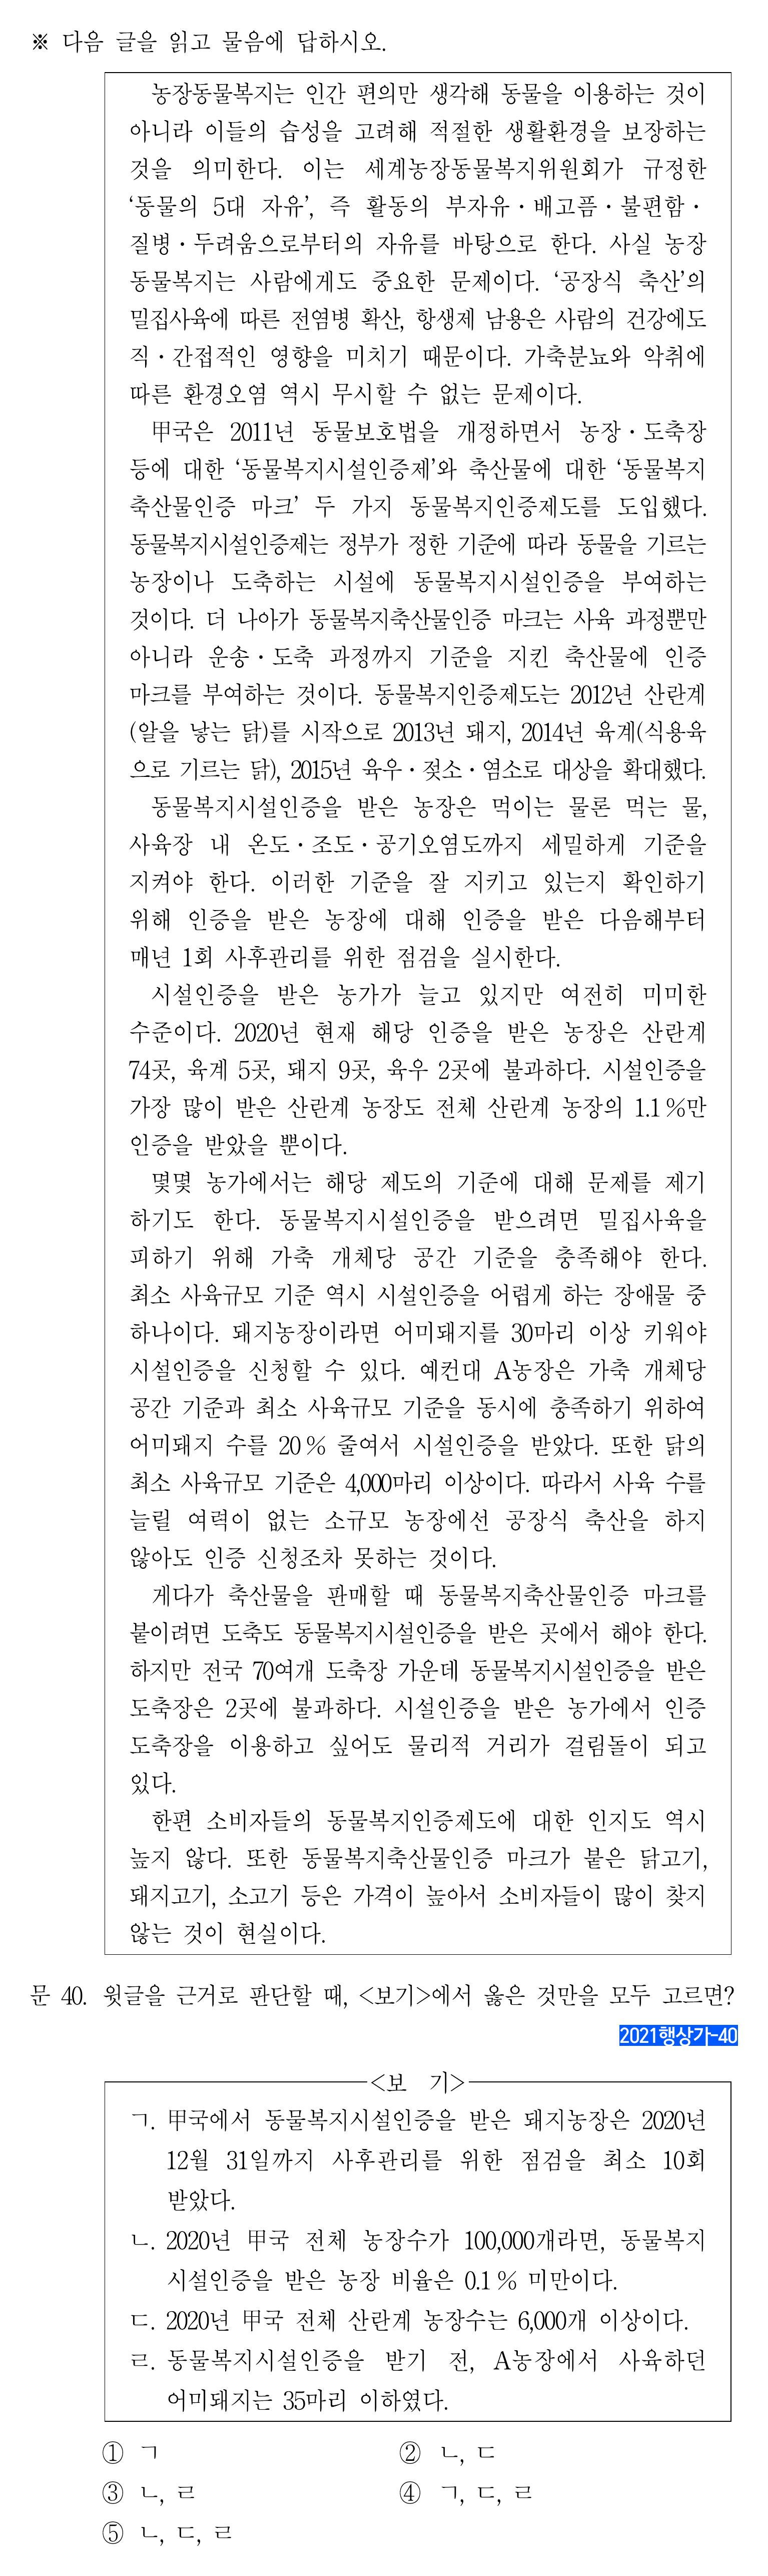 ※ 다음 글을 읽고 물음에 답하시오.
농장동물복지는 인간 편의만 생각해 동물을 이용하는 것이
아니라 이들의 습성을 고려해 적절한 생활환경을 보장하는
것을 의미한다. 이는 세계농장동물복지위원회가 규정한
‘동물의 5대 자유’, 즉 활동의 부자유·배고픔·불편함·
질병·두려움으로부터의 자유를 바탕으로 한다. 사실 농장
동물복지는 사람에게도 중요한 문제이다. ‘공장식 축산’의
밀집사육에 따른 전염병 확산, 항생제 남용은 사람의 건강에도
직·간접적인 영향을 미치기 때문이다. 가축분뇨와 악취에
따른 환경오염 역시 무시할 수 없는 문제이다.
甲국은 2011년 동물보호법을 개정하면서 농장·도축장
등에 대한 ‘동물복지시설인증제’와 축산물에 대한 ‘동물복지
축산물인증 마크’ 두 가지 동물복지인증제도를 도입했다.
동물복지시설인증제는 정부가 정한 기준에 따라 동물을 기르는
농장이나 도축하는 시설에 동물복지시설인증을 부여하는
것이다. 더 나아가 동물복지축산물인증 마크는 사육 과정뿐만
아니라 운송·도축 과정까지 기준을 지킨 축산물에 인증
마크를 부여하는 것이다. 동물복지인증제도는 2012년 산란계
(알을 낳는 닭)를 시작으로 2013년 돼지, 2014년 육계(식용육
으로 기르는 닭), 2015년 육우·젖소·염소로 대상을 확대했다.
동물복지시설인증을 받은 농장은 먹이는 물론 먹는 물,
사육장 내 온도·조도·공기오염도까지 세밀하게 기준을
지켜야 한다. 이러한 기준을 잘 지키고 있는지 확인하기
위해 인증을 받은 농장에 대해 인증을 받은 다음해부터
매년 1회 사후관리를 위한 점검을 실시한다.
시설인증을 받은 농가가 늘고 있지만 여전히 미미한
수준이다. 2020년 현재 해당 인증을 받은 농장은 산란계
74곳, 육계 5곳, 돼지 9곳, 육우 2곳에 불과하다. 시설인증을
가장 많이 받은 산란계 농장도 전체 산란계 농장의 1.1%만
인증을 받았을 뿐이다.
몇몇 농가에서는 해당 제도의 기준에 대해 문제를 제기
하기도 한다. 동물복지시설인증을 받으려면 밀집사육을
피하기 위해 가축 개체당 공간 기준을 충족해야 한다.
최소 사육규모 기준 역시 시설인증을 어렵게 하는 장애물 중
하나이다. 돼지농장이라면 어미돼지를 30마리 이상 키워야
시설인증을 신청할 수 있다. 예컨대 A농장은 가축 개체당
공간 기준과 최소 사육규모 기준을 동시에 충족하기 위하여
어미돼지 수를 20% 줄여서 시설인증을 받았다. 또한 닭의
최소 사육규모 기준은 4,000마리 이상이다. 따라서 사육 수를
늘릴 여력이 없는 소규모 농장에선 공장식 축산을 하지
않아도 인증 신청조차 못하는 것이다.
게다가 축산물을 판매할 때 동물복지축산물인증 마크를
붙이려면 도축도 동물복지시설인증을 받은 곳에서 해야 한다.
하지만 전국 70여개 도축장 가운데 동물복지시설인증을 받은
도축장은 2곳에 불과하다. 시설인증을 받은 농가에서 인증
도축장을 이용하고 싶어도 물리적 거리가 걸림돌이 되고
있다.
한편 소비자들의 동물복지인증제도에 대한 인지도 역시
높지 않다. 또한 동물복지축산물인증 마크가 붙은 닭고기,
돼지고기, 소고기 등은 가격이 높아서 소비자들이 많이 찾지
않는 것이 현실이다.
문 40. 윗글을 근거로 판단할 때, <보기>에서 옳은 것만을 모두 고르면?
2021행상가-40
<보 기>
ㄱ. 甲국에서 동물복지시설인증을 받은 돼지농장은 2020년
12월 31일까지 사후관리를 위한 점검을 최소 10회
받았다.
ㄴ. 2020년 甲국 전체 농장수가 100,000개라면, 동물복지
시설인증을 받은 농장 비율은 0.1% 미만이다.
ㄷ. 2020년 甲국 전체 산란계 농장수는 6,000개 이상이다.
ㄹ. 동물복지시설인증을 받기 전, A농장에서 사육하던
어미돼지는 35마리 이하였다.
① ㄱ ② ㄴ, ㄷ
③ ㄴ, ㄹ ④ ㄱ, ㄷ, ㄹ
⑤ ㄴ, ㄷ, ㄹ